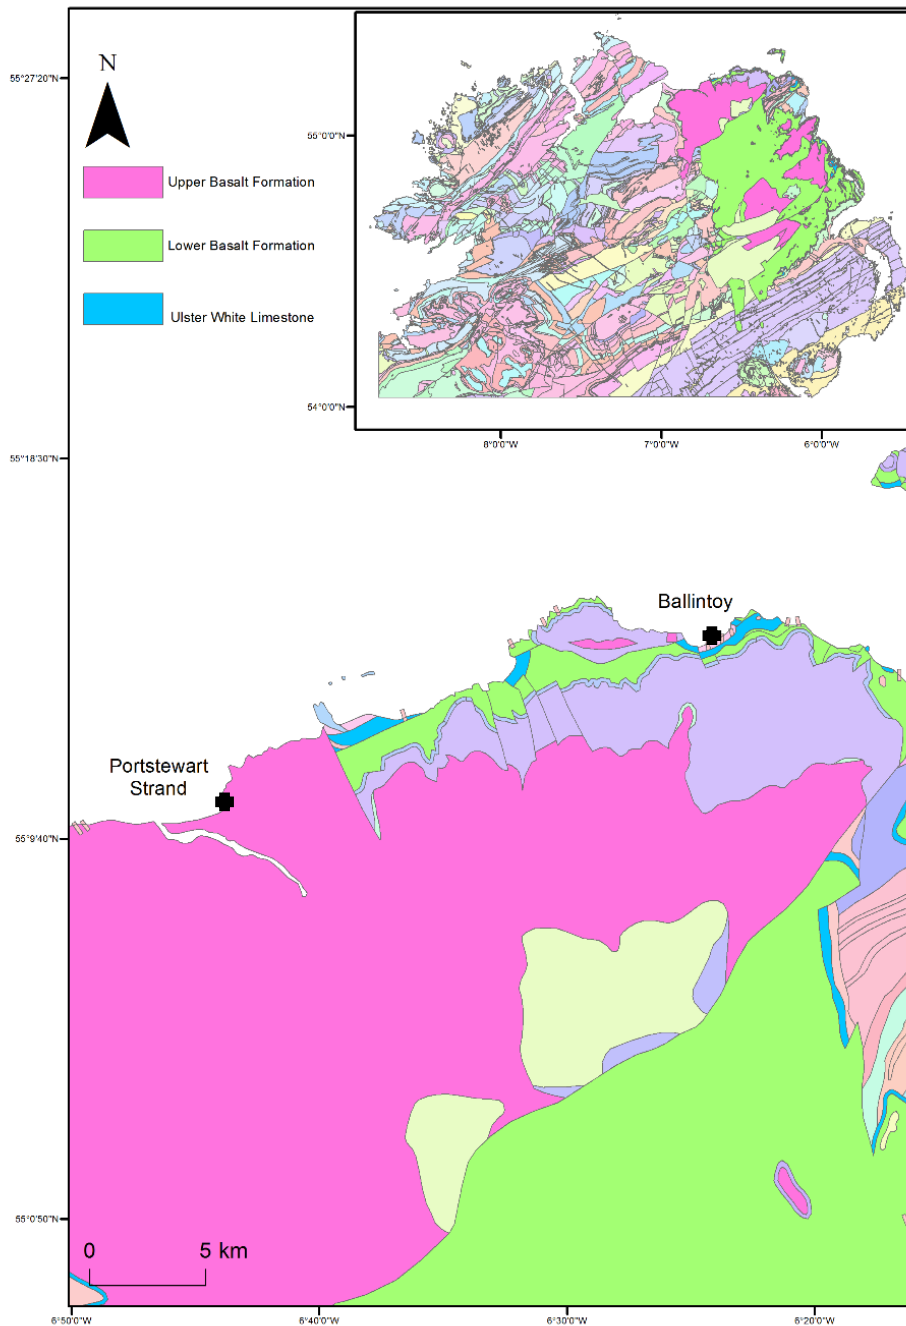 55°27'20"N
N
Upper Basalt Formation
Lower Basalt Formation
Ulster White Limestone
55°0'0"N
54°0'0"N
8°0'0"W
7°0'0"W
6°0'0"W
55°18'30"N
Ballintoy
Portstewart
Strand
55°9'40"N
55°0'50"N
0
5 km
6°50'0"W
6°40'0"W
6°30'0"W
6°20'0"W